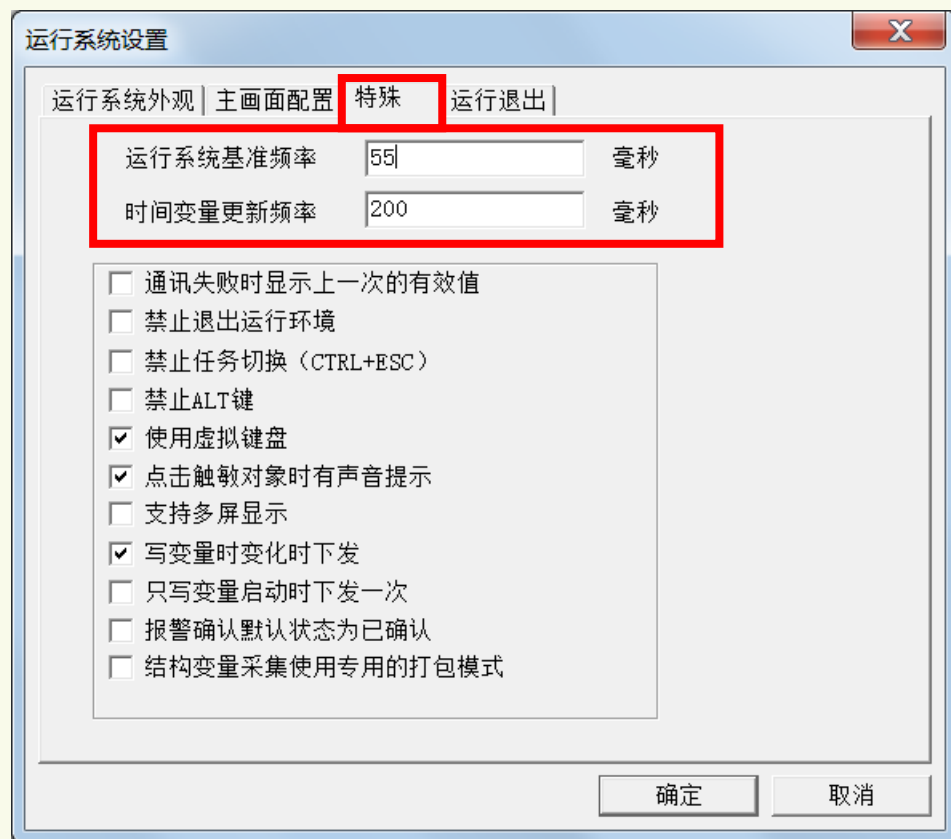 运行系统设置
运行系统外观 主画面配置 特殊 运行退出
运行系统基准频率 55 毫秒
时间变量更新频率 200 毫秒
通讯失败时显示上一次的有效值
禁止退出运行环境
禁止任务切换（CTRL+ESC）
禁止ALT键
使用虚拟键盘
点击触敏对象时有声音提示
支持多屏显示
写变量时变化时下发
只写变量启动时下发一次
报警确认默认状态为已确认
结构变量采集使用专用的打包模式
确定 取消